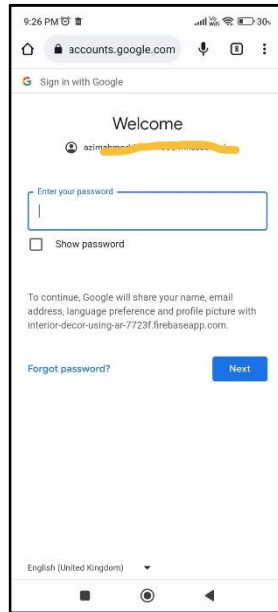 9:26 PM
30
accounts.google.com
8
G Sign in with Google
Welcome
Enter your password
Show password
To continue, Google will share your name, email
address, language preference and profile picture with
interior-decor-using-ar-7723f.firebaseapp.com.
Forgot password?
Next
English (United Kingdom)